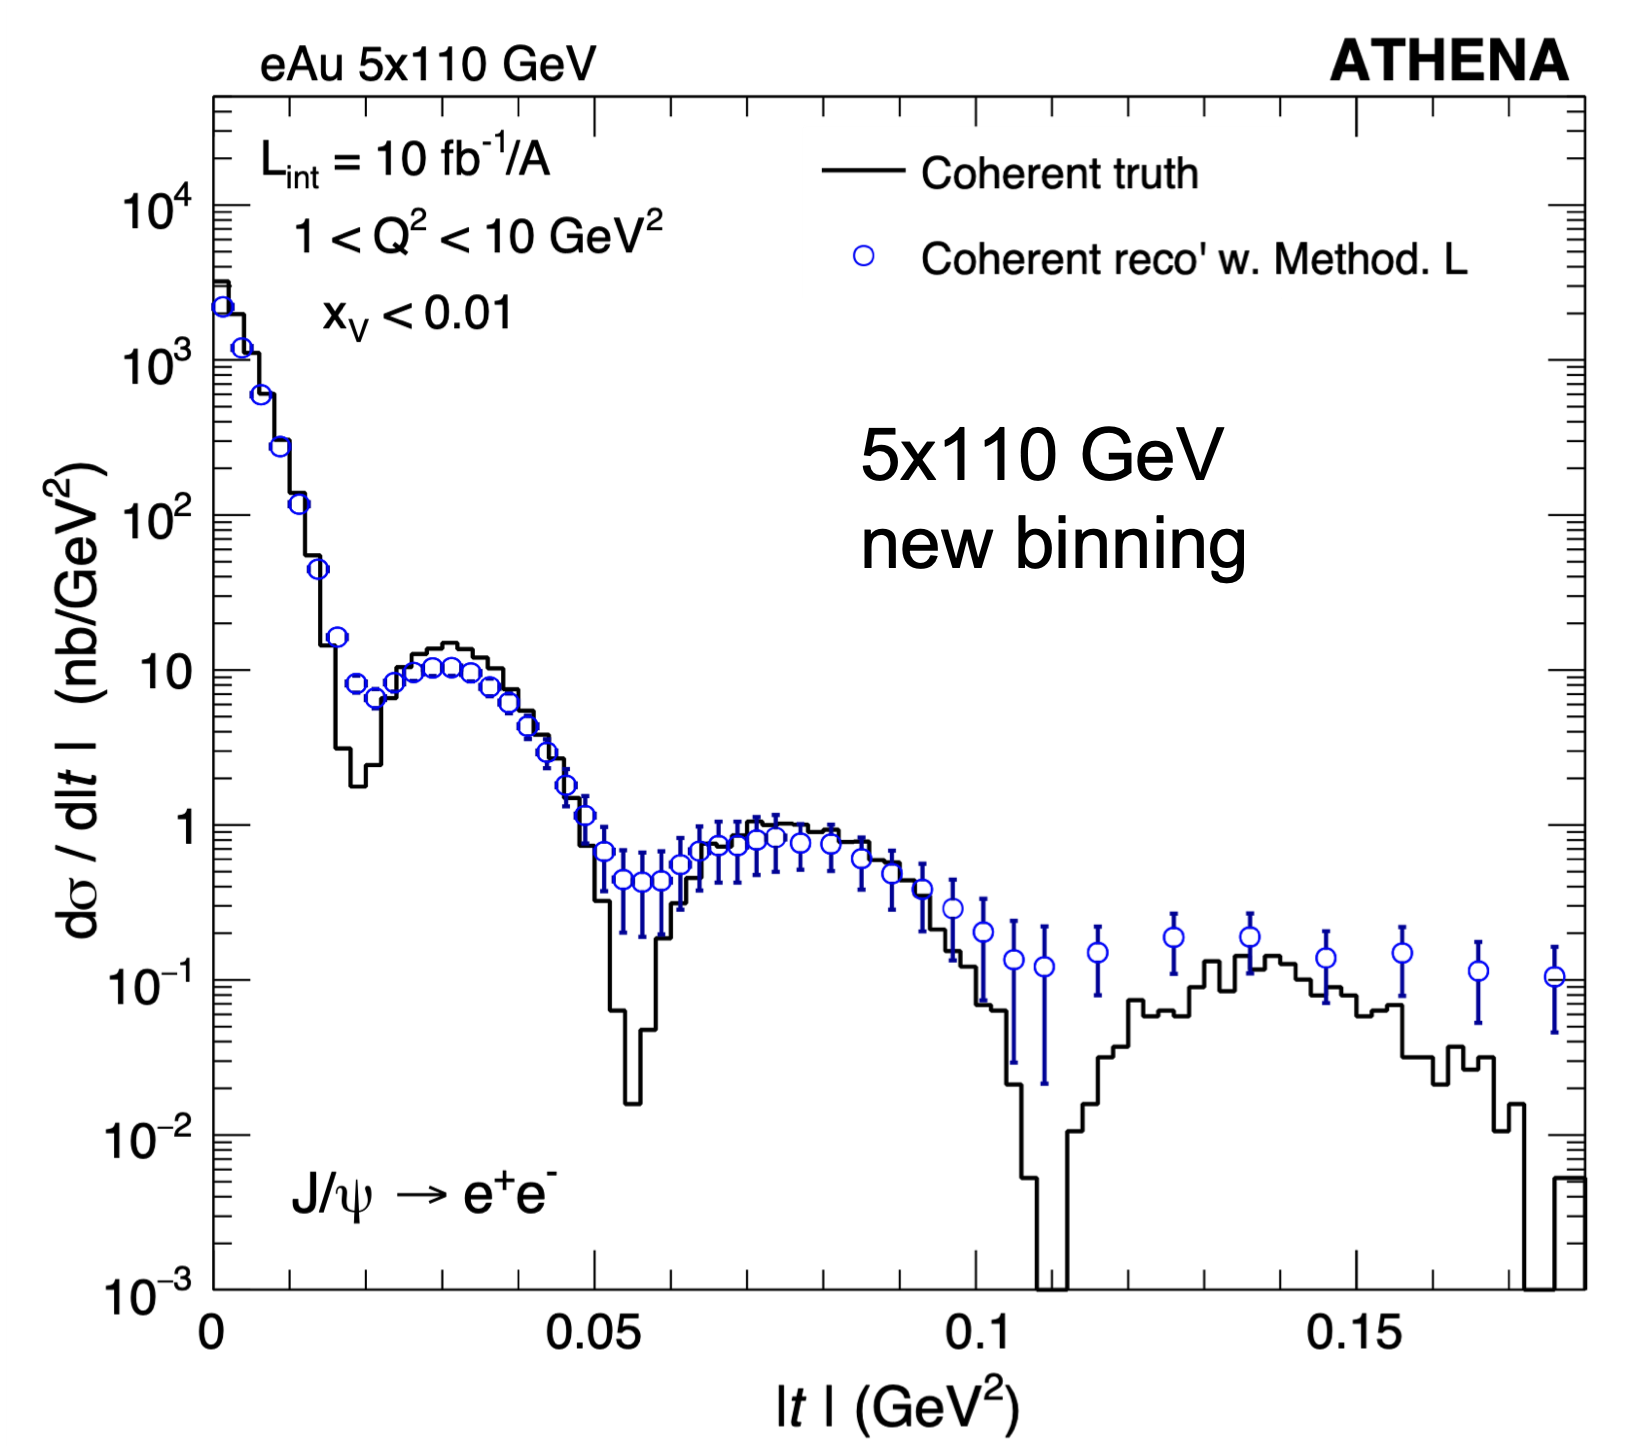 eAu 5x110 GeV
ATHENA
L_int = 10 fb^-1/A
1 < Q^2 < 10 GeV^2
x_V < 0.01
Coherent truth
Coherent reco' w. Method. L
5x110 GeV
new binning
J/ψ → e^+e^-
dσ / d|t| (nb/GeV^2)
10^4
10^3
10^2
10
1
10^−1
10^−2
10^−3
0 0.05 0.1 0.15
|t| (GeV^2)